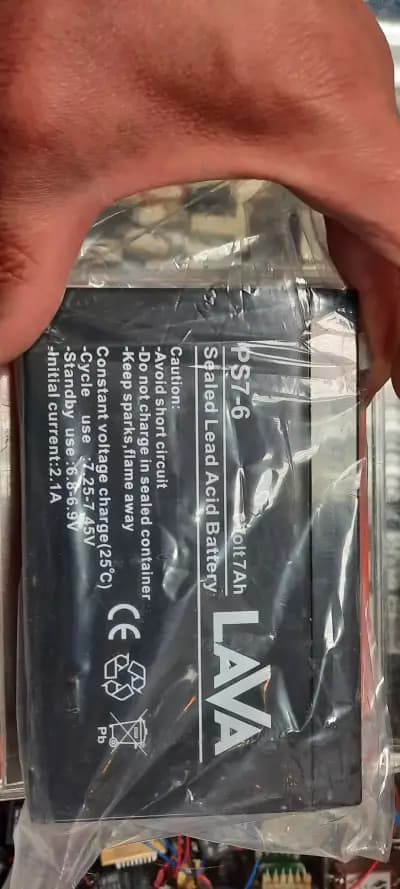 PS7-6
Volt7Ah
Sealed Lead Acid Battery
LAVA
Caution:
-Avoid short circuit
-Do not charge in sealed container
-Keep sparks,flame away
Constant voltage charge(25°C)
-Cycle use :7.25-7.45V
-Standby use :6.8-6.9V
-Initial current:2.1A
CE
Pb